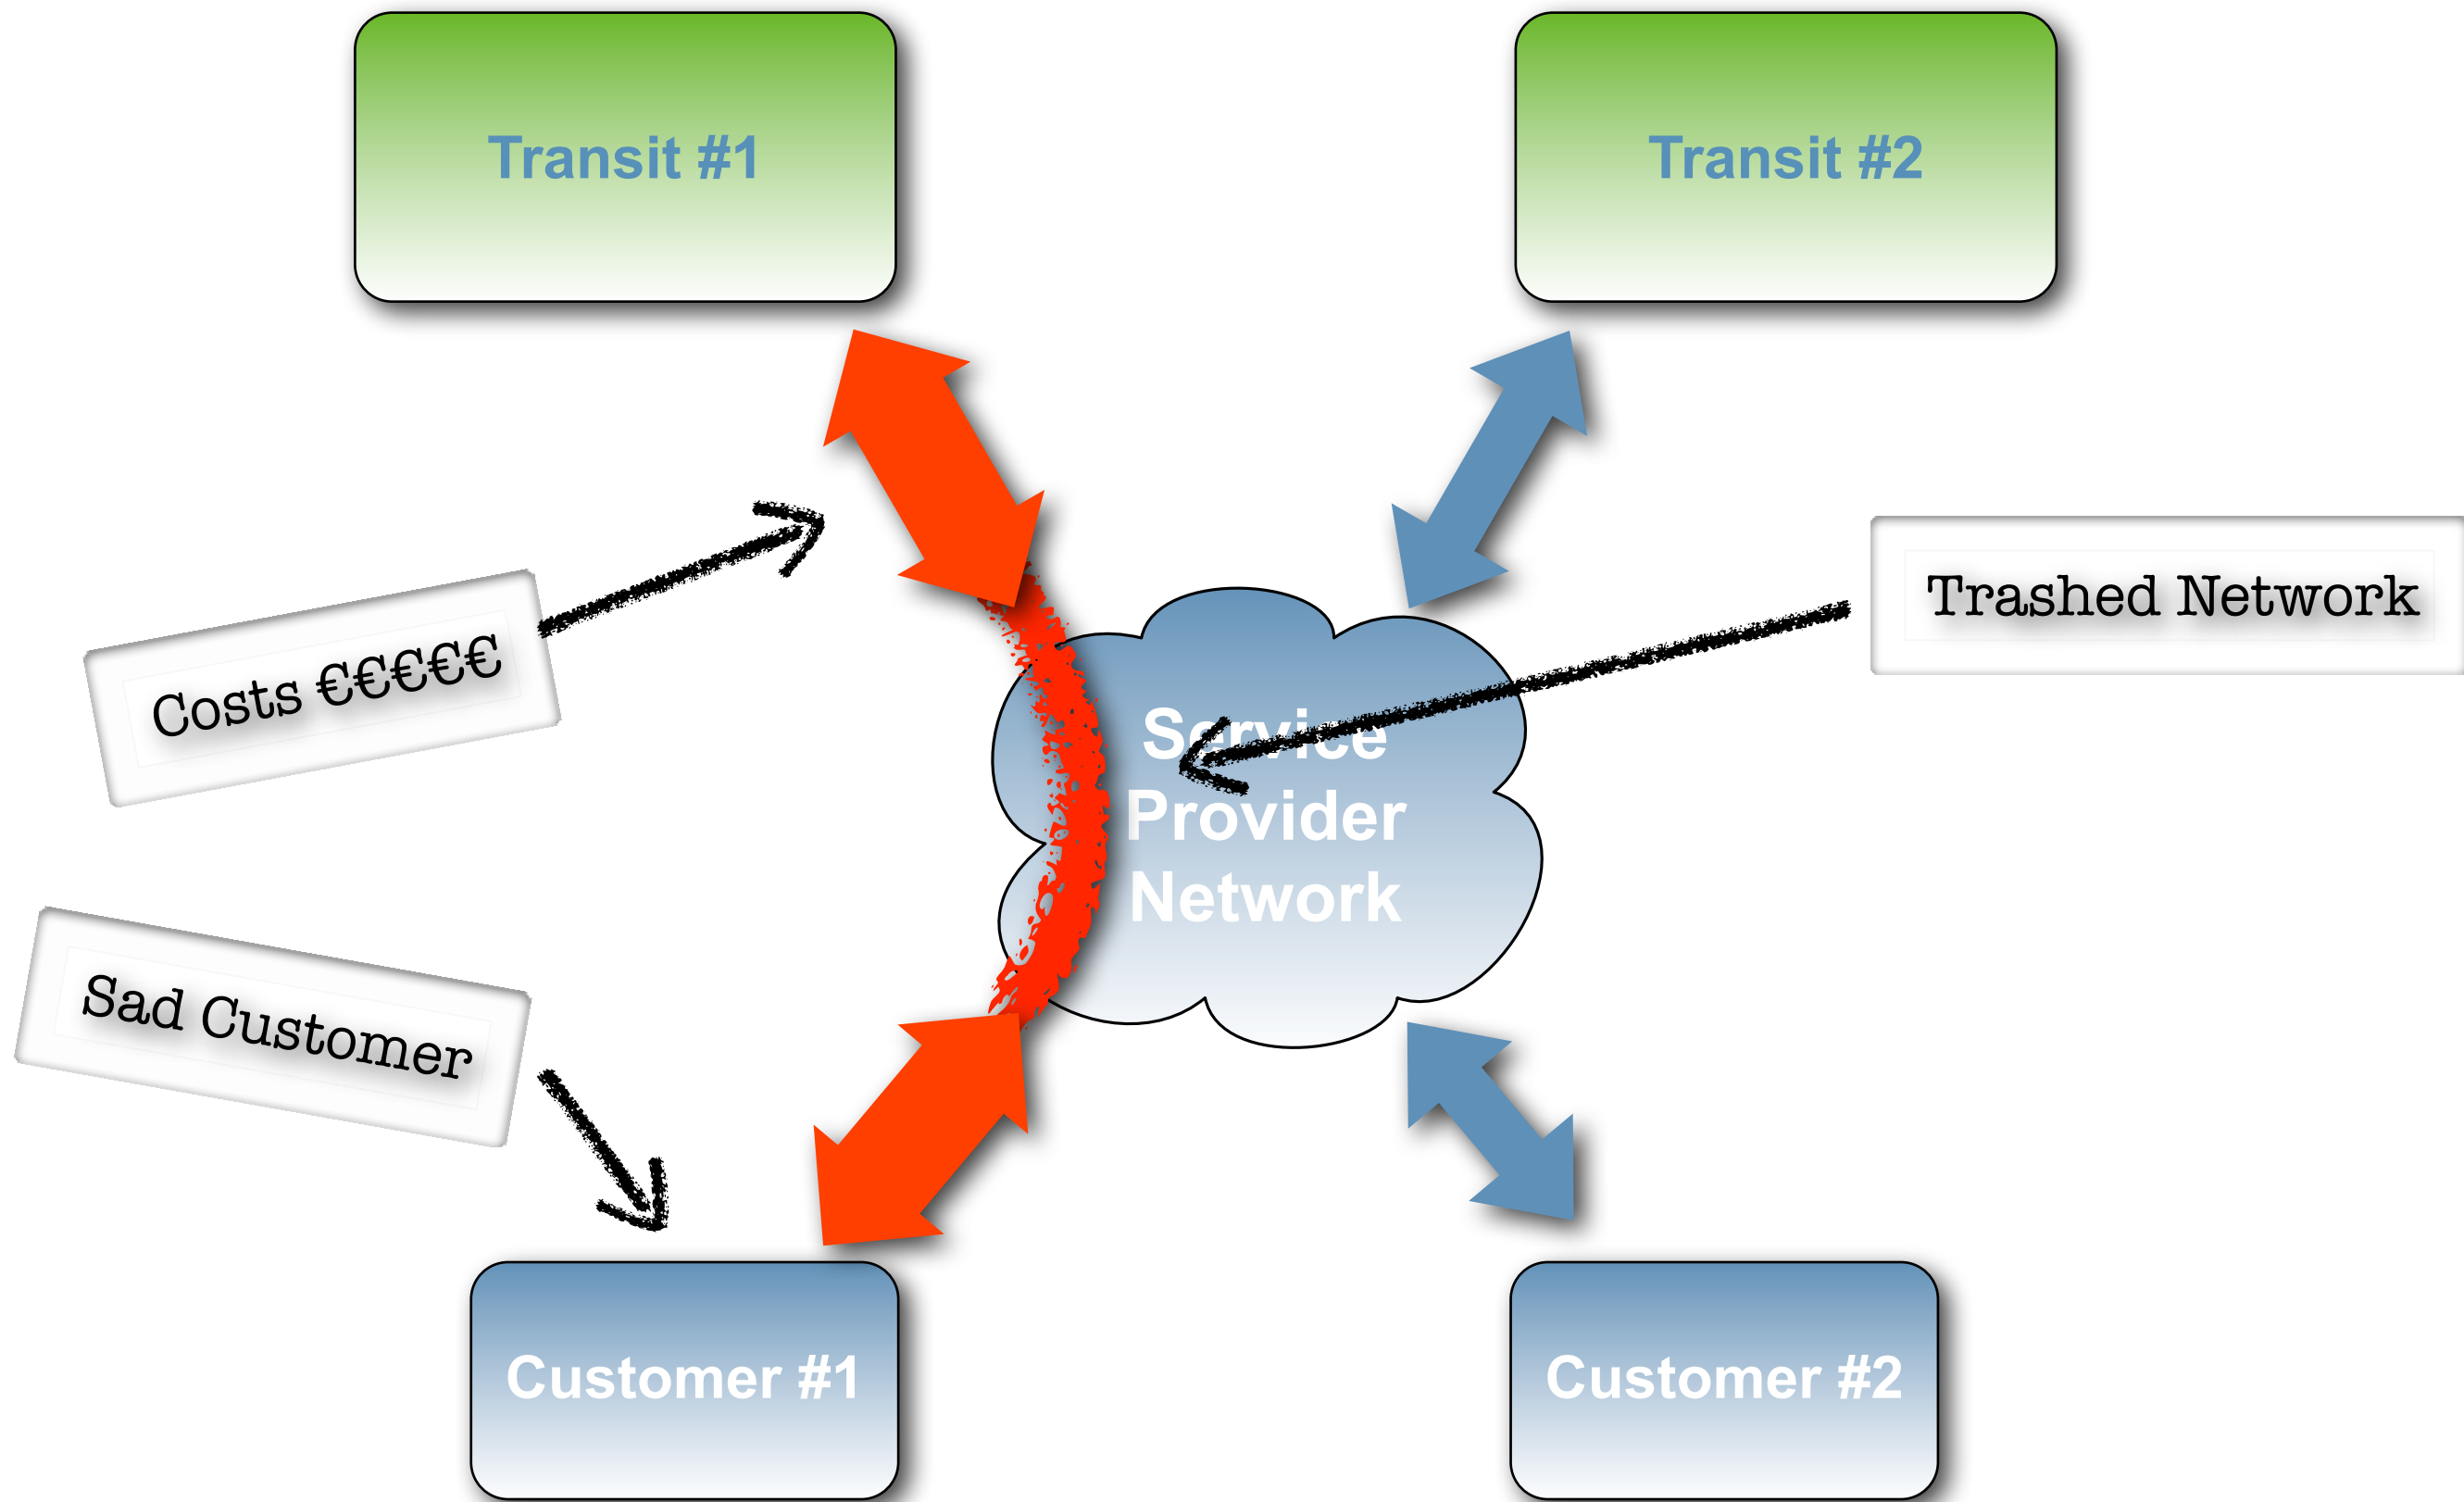 Transit #1
Transit #2
Costs €€€€€
Trashed Network
Service
Provider
Network
Sad Customer
Customer #1
Customer #2